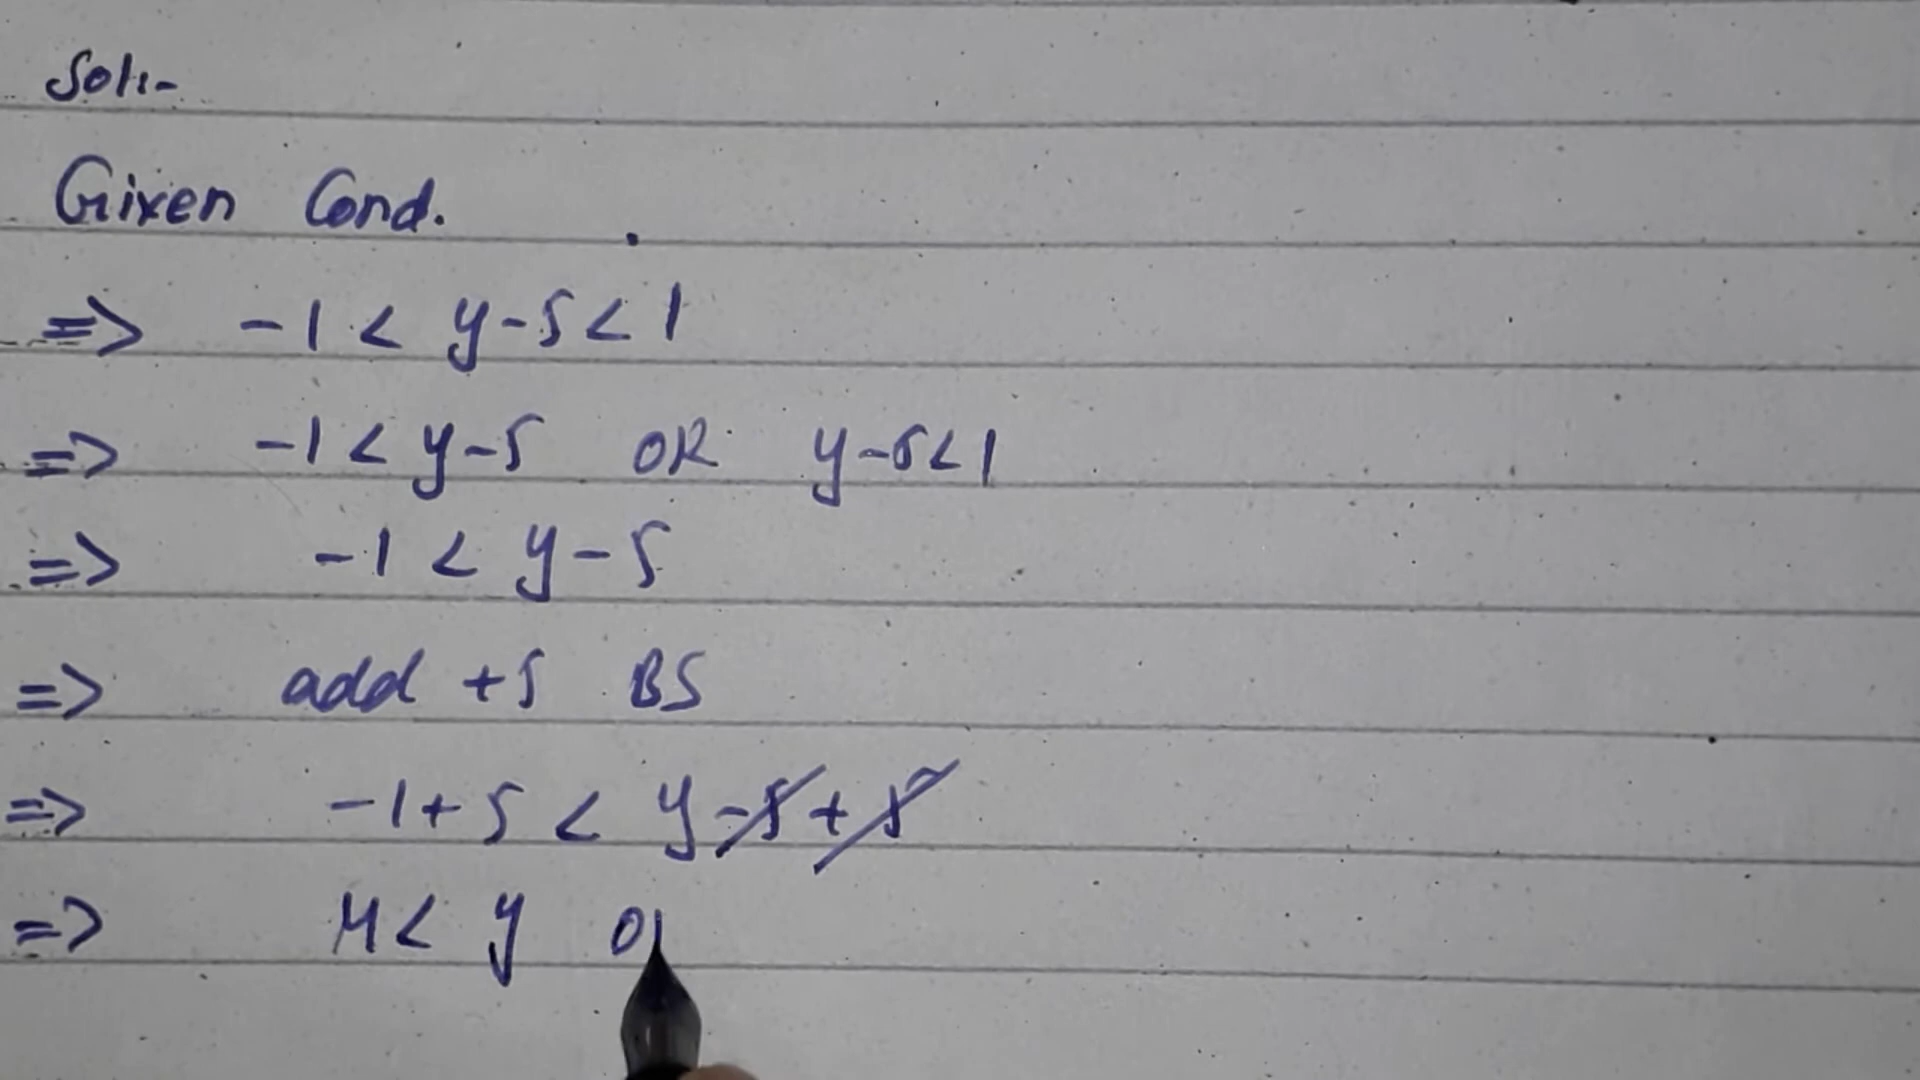 Sol:-
Given Cond.
=> -1 < y-5 < 1
=> -1 < y-5 OR y-5<1
=> -1 < y-5
=> add +5 BS
=> -1+5 < y-5+5
=> 4< y or